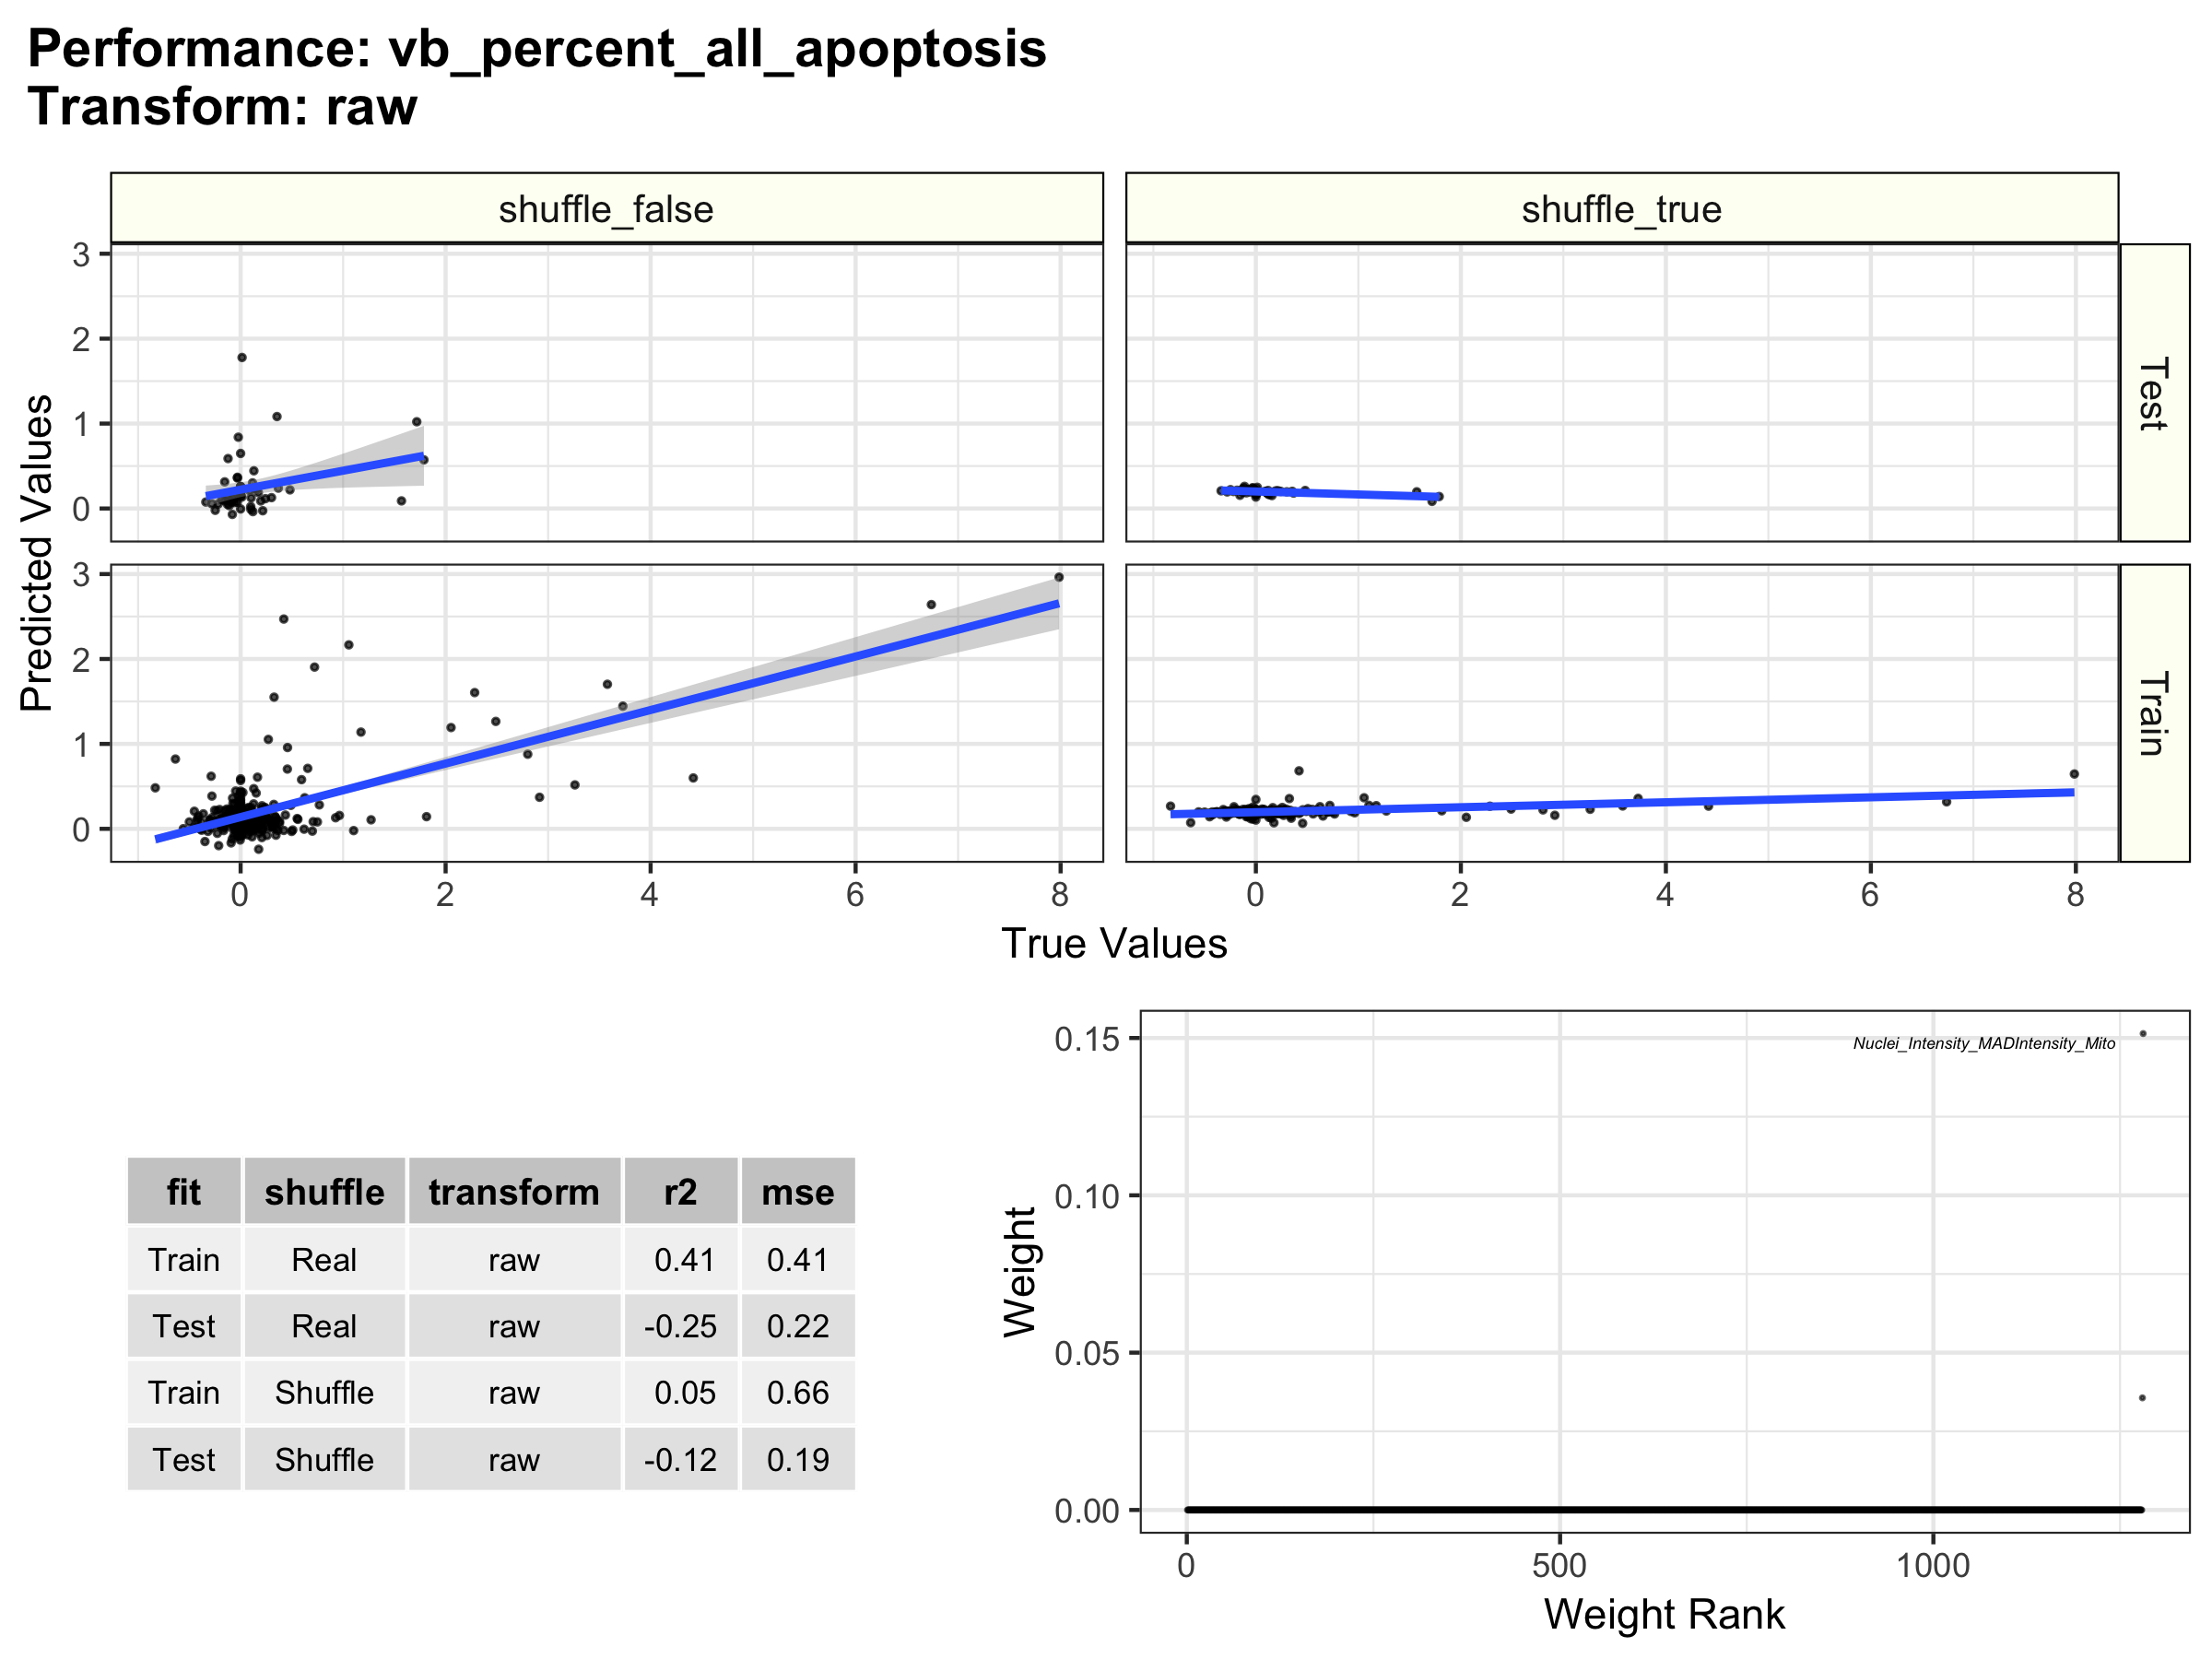 Performance: vb_percent_all_apoptosis
Transform: raw
shuffle_false
shuffle_true
3
2
1
0
Test
Predicted Values
3
2
1
0
Train
0
2
4
6
8
0
2
4
6
8
True Values
fit shuffle transform r2 mse
Train Real raw 0.41 0.41
Test Real raw -0.25 0.22
Train Shuffle raw 0.05 0.66
Test Shuffle raw -0.12 0.19
Weight
0.15
0.10
0.05
0.00
Nuclei_Intensity_MADIntensity_Mito
0
500
1000
Weight Rank